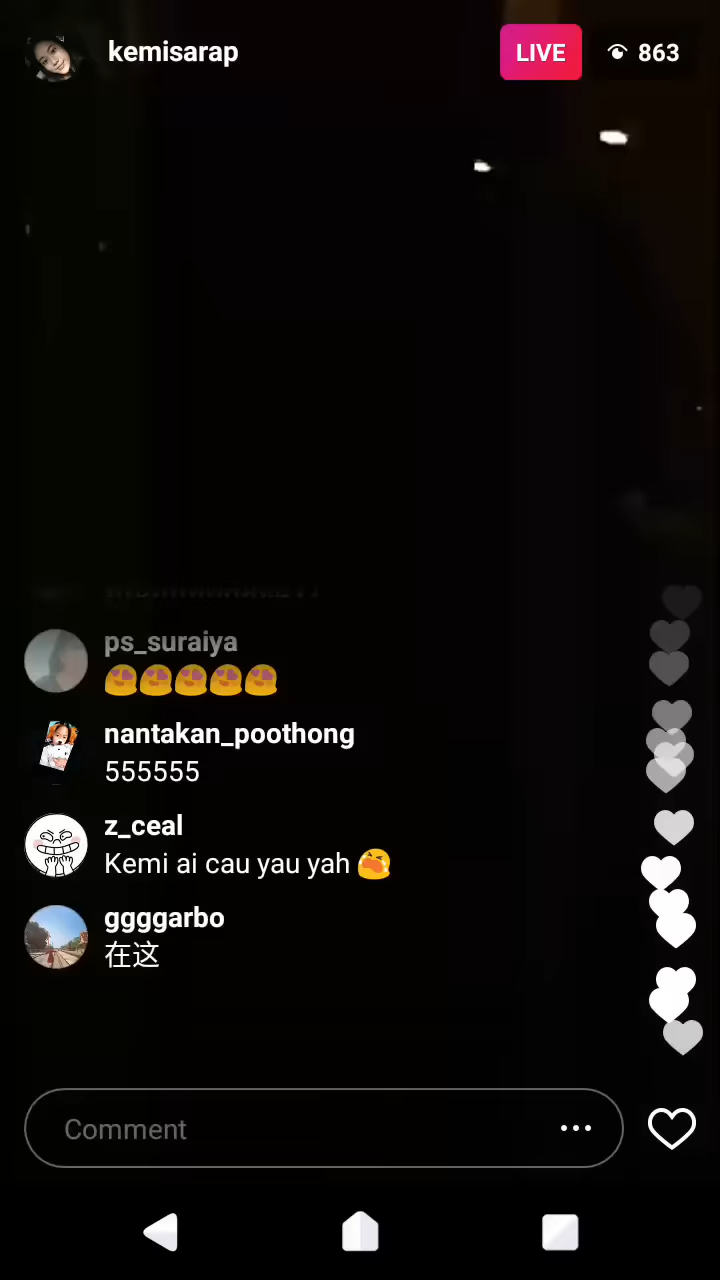 kemisarap
LIVE 863
ps_suraiya
😍😍😍😍😍
nantakan_poothong
555555
z_ceal
Kemi ai cau yau yah 😭
ggggarbo
在这
Comment